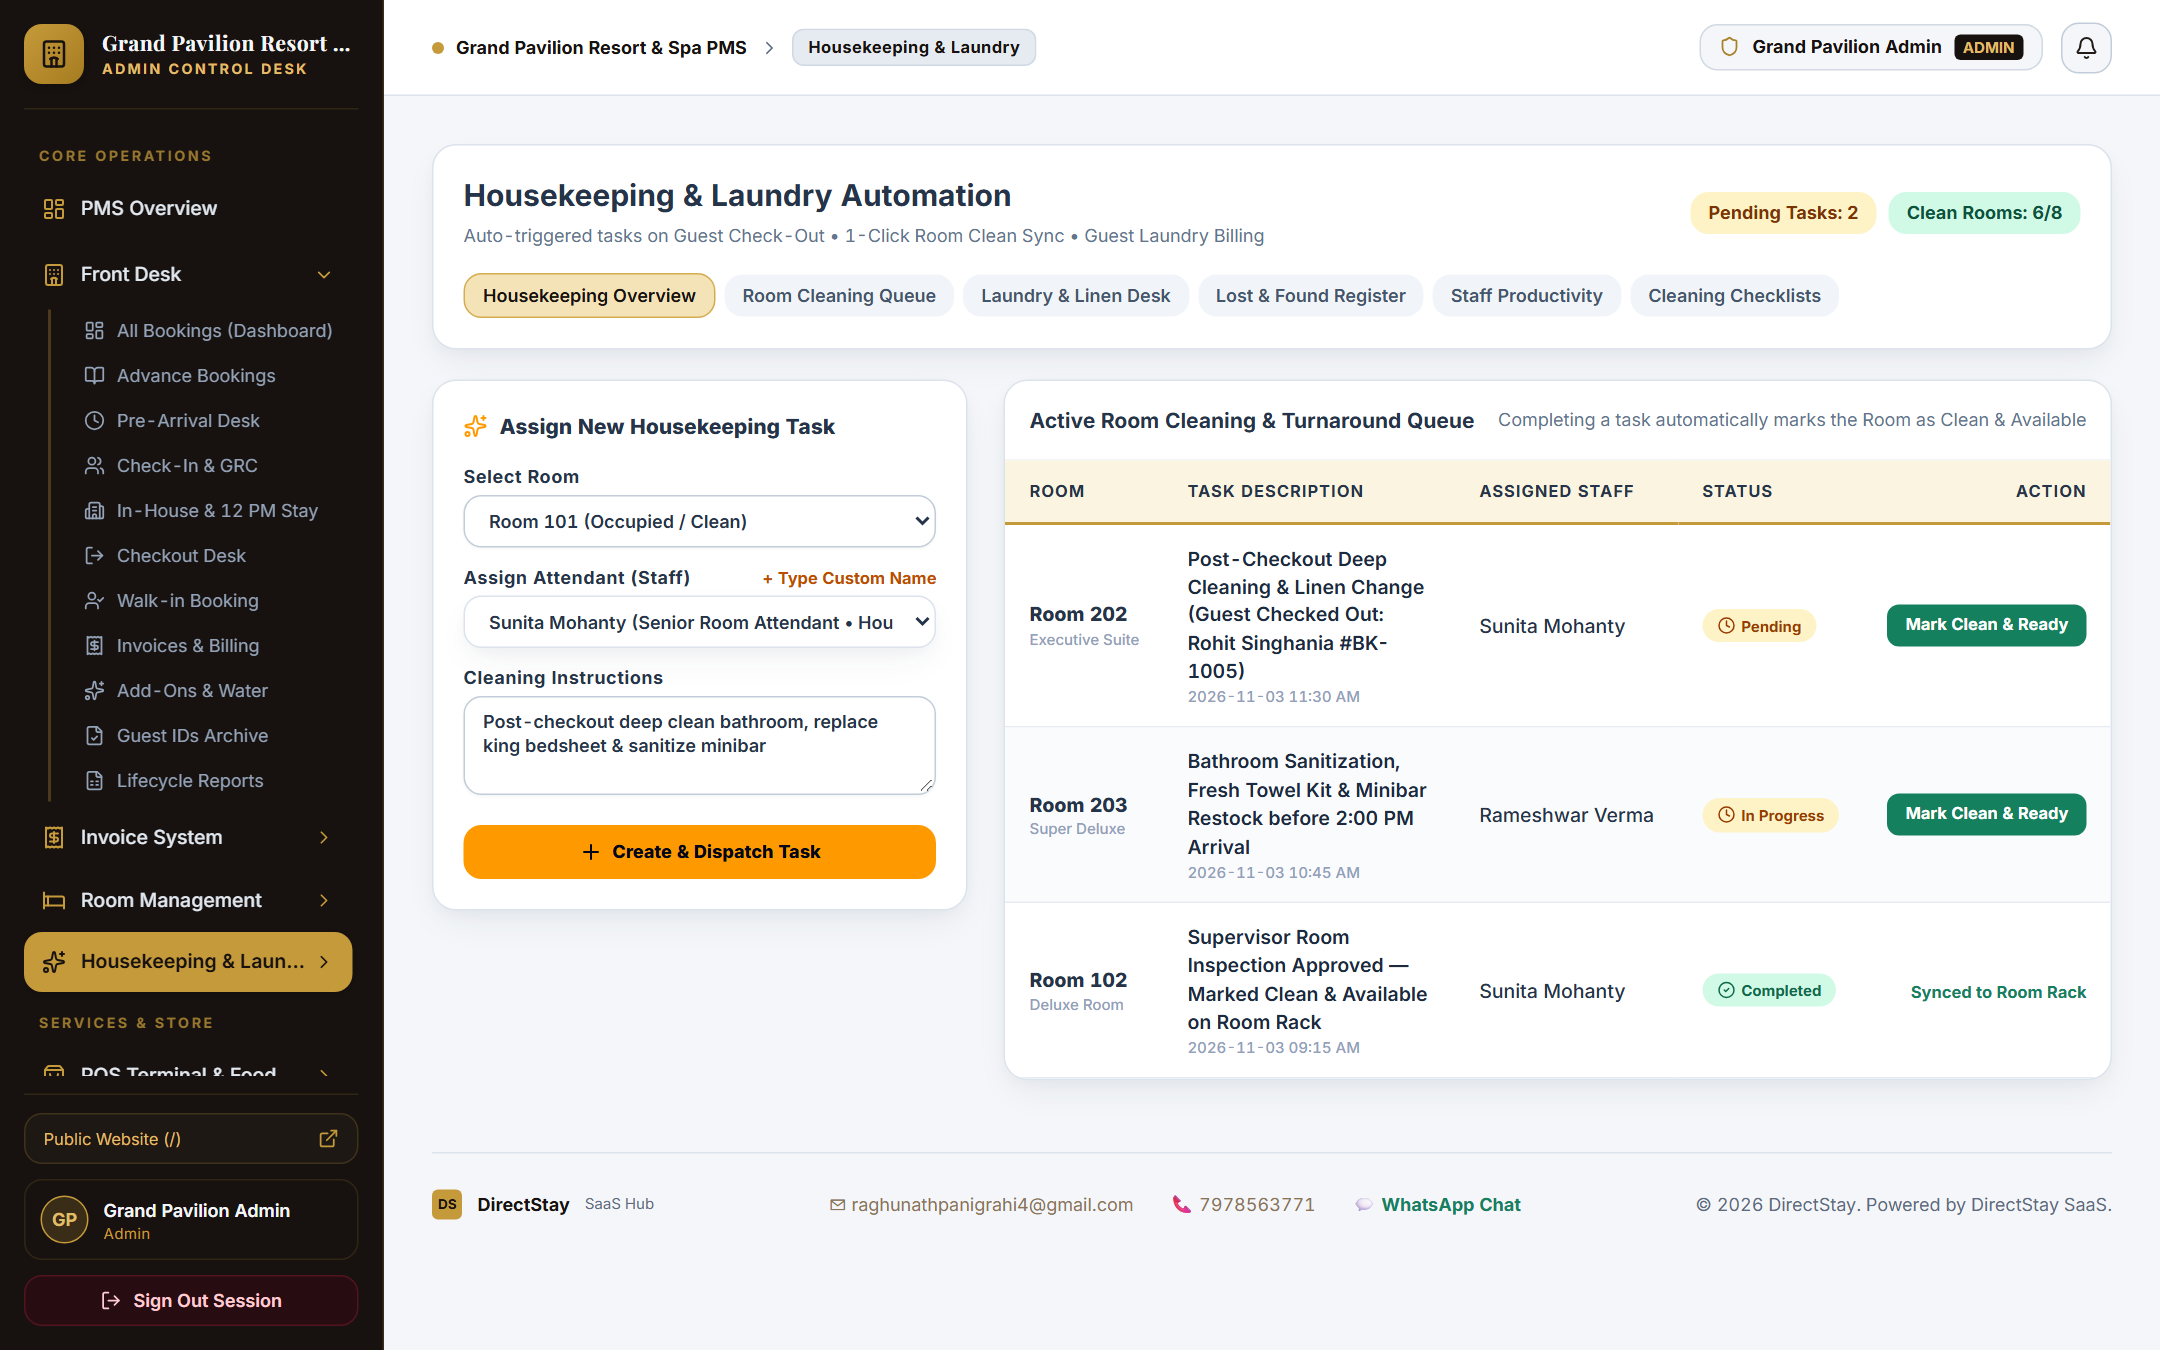 Grand Pavilion Resort ...
ADMIN CONTROL DESK
CORE OPERATIONS
PMS Overview
Front Desk
All Bookings (Dashboard)
Advance Bookings
Pre-Arrival Desk
Check-In & GRC
In-House & 12 PM Stay
Checkout Desk
Walk-in Booking
Invoices & Billing
Add-Ons & Water
Guest IDs Archive
Lifecycle Reports
Invoice System
Room Management
Housekeeping & Laun...
SERVICES & STORE
POS Terminal & Food
Public Website (/)
GP
Grand Pavilion Admin
Admin
Sign Out Session
Grand Pavilion Resort & Spa PMS
Housekeeping & Laundry
Grand Pavilion Admin ADMIN
Housekeeping & Laundry Automation
Auto-triggered tasks on Guest Check-Out • 1-Click Room Clean Sync • Guest Laundry Billing
Pending Tasks: 2
Clean Rooms: 6/8
Housekeeping Overview
Room Cleaning Queue
Laundry & Linen Desk
Lost & Found Register
Staff Productivity
Cleaning Checklists
Assign New Housekeeping Task
Select Room
Room 101 (Occupied / Clean)
Assign Attendant (Staff)
+ Type Custom Name
Sunita Mohanty (Senior Room Attendant • Hou
Cleaning Instructions
Post-checkout deep clean bathroom, replace
king bedsheet & sanitize minibar
+ Create & Dispatch Task
Active Room Cleaning & Turnaround Queue
Completing a task automatically marks the Room as Clean & Available
ROOM
TASK DESCRIPTION
ASSIGNED STAFF
STATUS
ACTION
Room 202
Executive Suite
Post-Checkout Deep
Cleaning & Linen Change
(Guest Checked Out:
Rohit Singhania #BK-
1005)
2026-11-03 11:30 AM
Sunita Mohanty
Pending
Mark Clean & Ready
Room 203
Super Deluxe
Bathroom Sanitization,
Fresh Towel Kit & Minibar
Restock before 2:00 PM
Arrival
2026-11-03 10:45 AM
Rameshwar Verma
In Progress
Mark Clean & Ready
Room 102
Deluxe Room
Supervisor Room
Inspection Approved —
Marked Clean & Available
on Room Rack
2026-11-03 09:15 AM
Sunita Mohanty
Completed
Synced to Room Rack
DS
DirectStay
SaaS Hub
raghunathpanigrahi4@gmail.com
7978563771
WhatsApp Chat
© 2026 DirectStay. Powered by DirectStay SaaS.